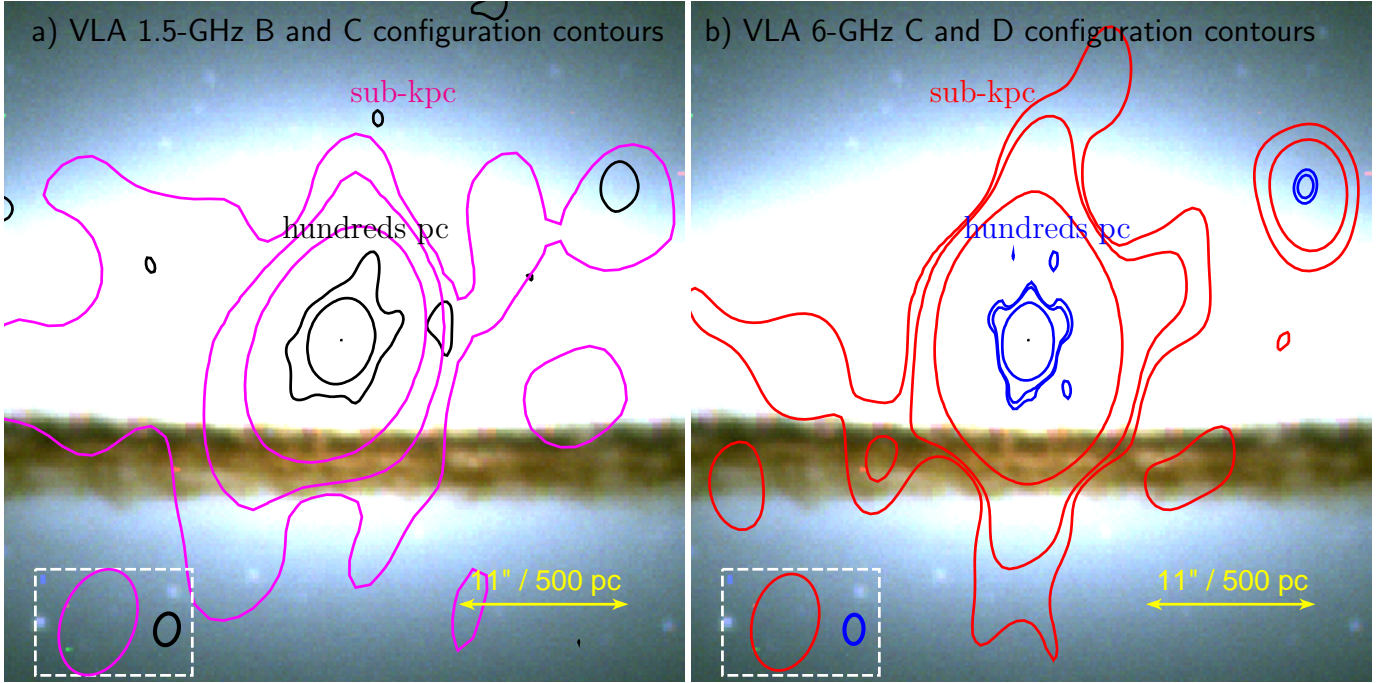 a) VLA 1.5-GHz B and C configuration contours
sub-kpc
hundreds pc
11" / 500 pc
b) VLA 6-GHz C and D configuration contours
sub-kpc
hundreds pc
11" / 500 pc